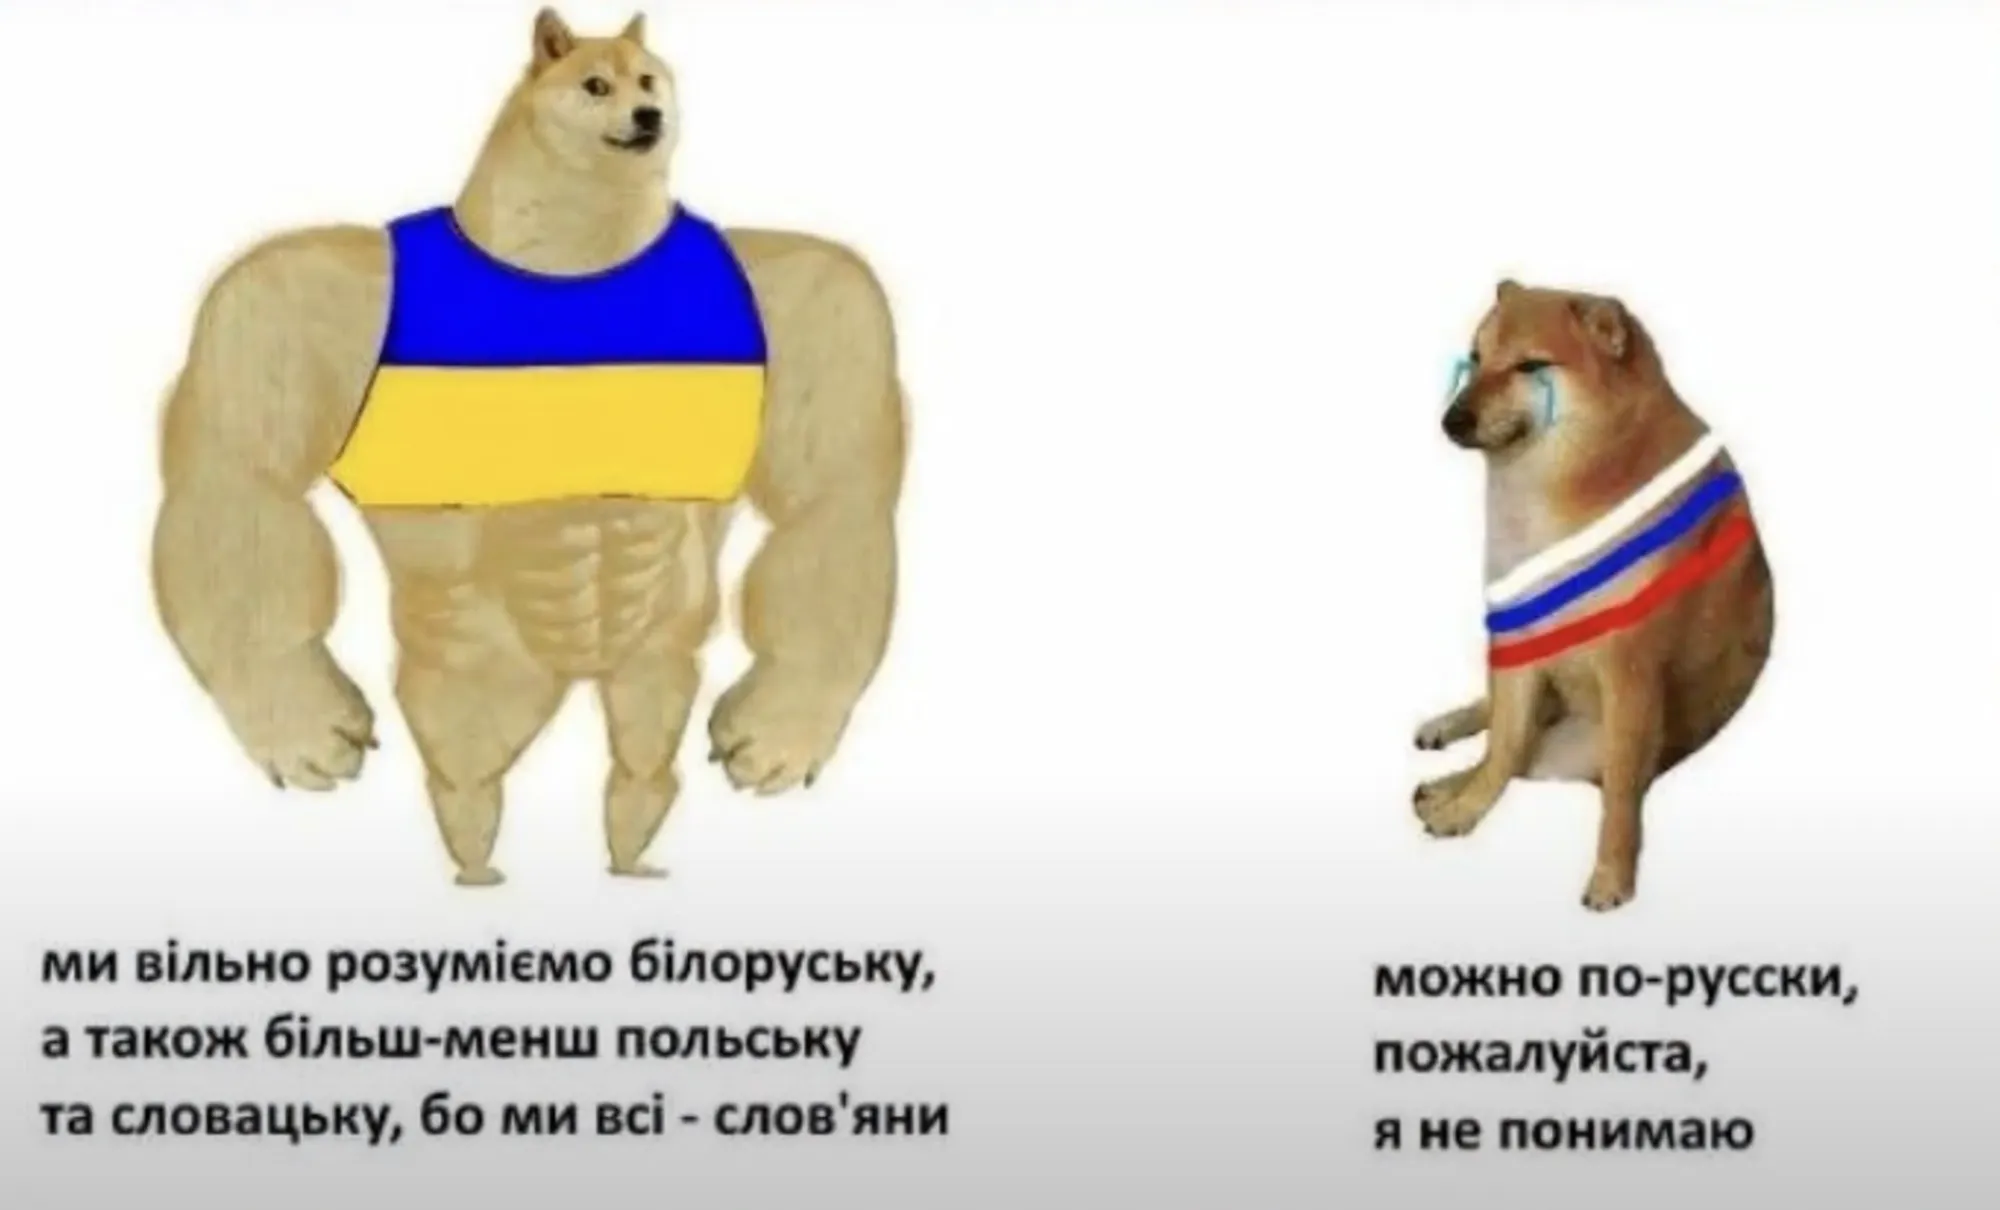 ми вільно розуміємо білоруську,
а також більш-менш польську
та словацьку, бо ми всі - слов'яни
можно по-русски,
пожалуйста,
я не понимаю